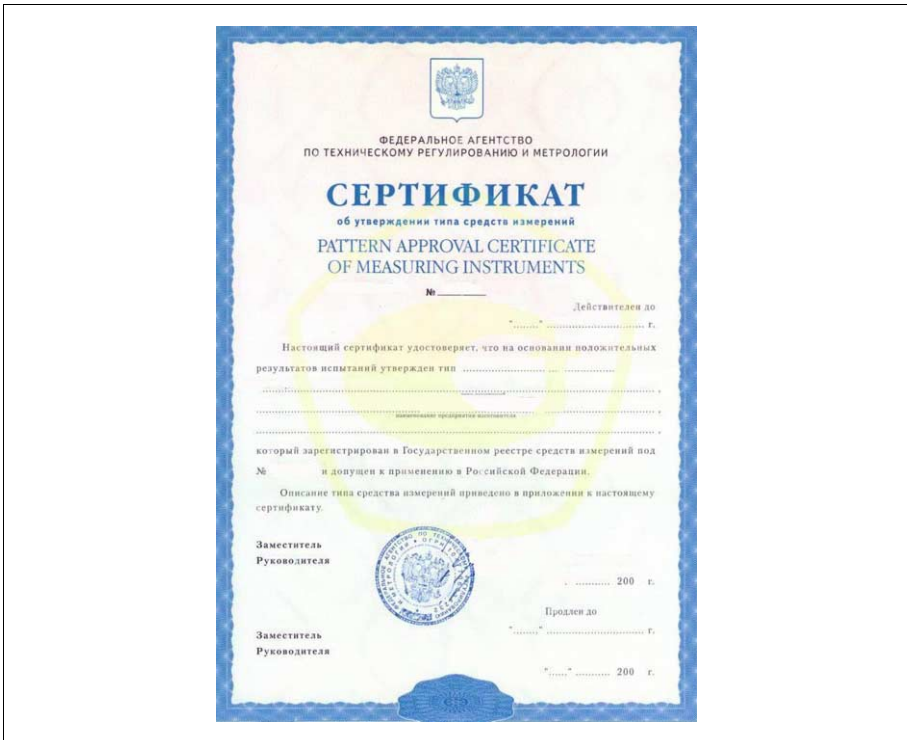 ФЕДЕРАЛЬНОЕ АГЕНТСТВО
ПО ТЕХНИЧЕСКОМУ РЕГУЛИРОВАНИЮ И МЕТРОЛОГИИ
СЕРТИФИКАТ
об утверждении типа средств измерений
PATTERN APPROVAL CERTIFICATE
OF MEASURING INSTRUMENTS
№
Действителен до
"........" ............................... г.
Настоящий сертификат удостоверяет, что на основании положительных
результатов испытаний утвержден тип
наименование предприятия-изготовителя
который зарегистрирован в Государственном реестре средств измерений под
№ и допущен к применению в Российской Федерации.
Описание типа средства измерений приведено в приложении к настоящему
сертификату.
Заместитель
Руководителя
200 г.
Продлен до
"........" ............................... г.
Заместитель
Руководителя
"......" ........... 200 г.